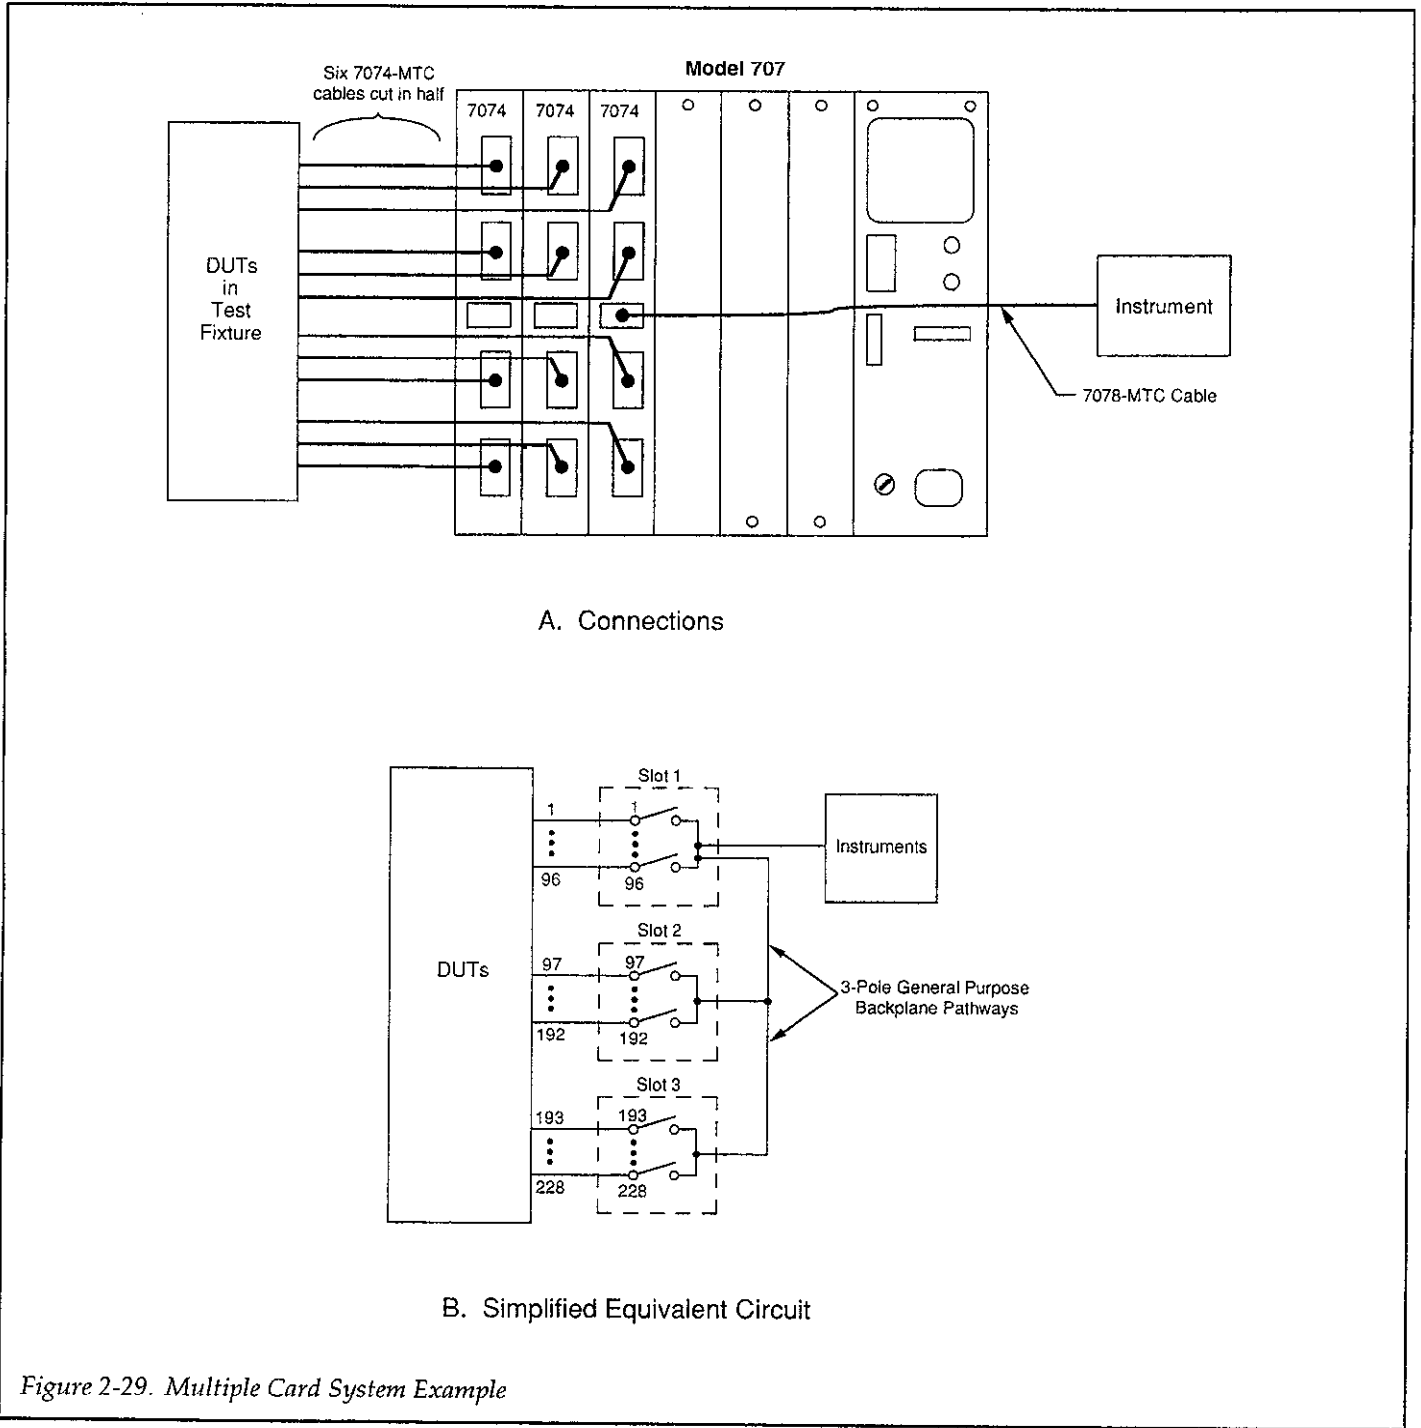 Model 707
Six 7074-MTC
cables cut in half
7074
7074
7074
DUTs
in
Test
Fixture
Instrument
7078-MTC Cable
A. Connections
Slot 1
1
1
96
96
Instruments
Slot 2
97
97
192
192
DUTs
3-Pole General Purpose
Backplane Pathways
Slot 3
193
193
228
228
B. Simplified Equivalent Circuit
Figure 2-29. Multiple Card System Example